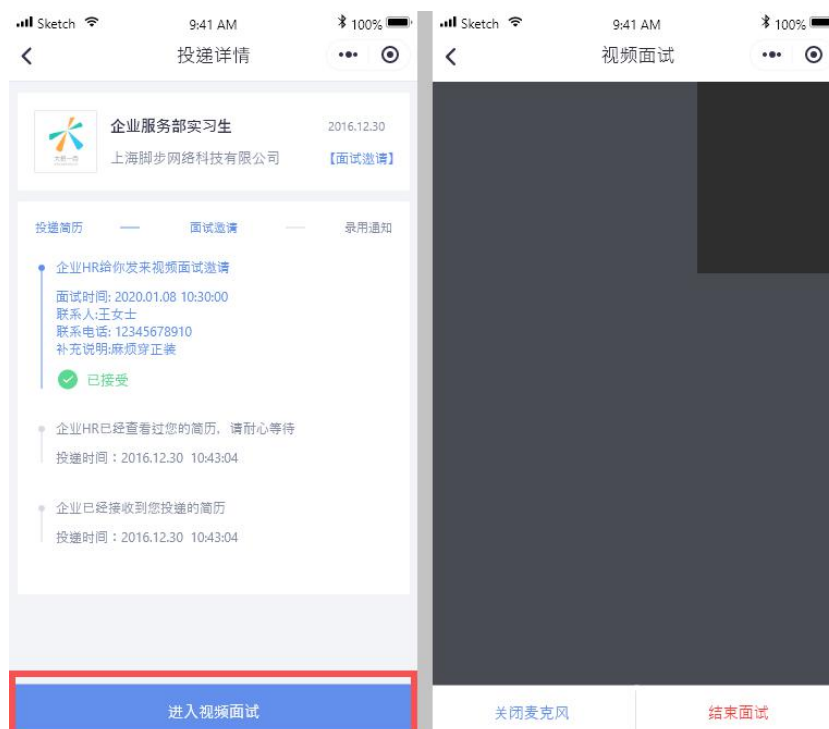 Sketch 9:41 AM 100%
投递详情
企业服务部实习生 2016.12.30
上海脚步网络科技有限公司 【面试邀请】
投递简历 面试邀请 录用通知
企业HR给你发来视频面试邀请
面试时间: 2020.01.08 10:30:00
联系人:王女士
联系电话: 12345678910
补充说明:麻烦穿正装
已接受
企业HR已经查看过您的简历, 请耐心等待
投递时间：2016.12.30 10:43:04
企业已经接收到您投递的简历
投递时间：2016.12.30 10:43:04
进入视频面试
Sketch 9:41 AM 100%
视频面试
关闭麦克风 结束面试